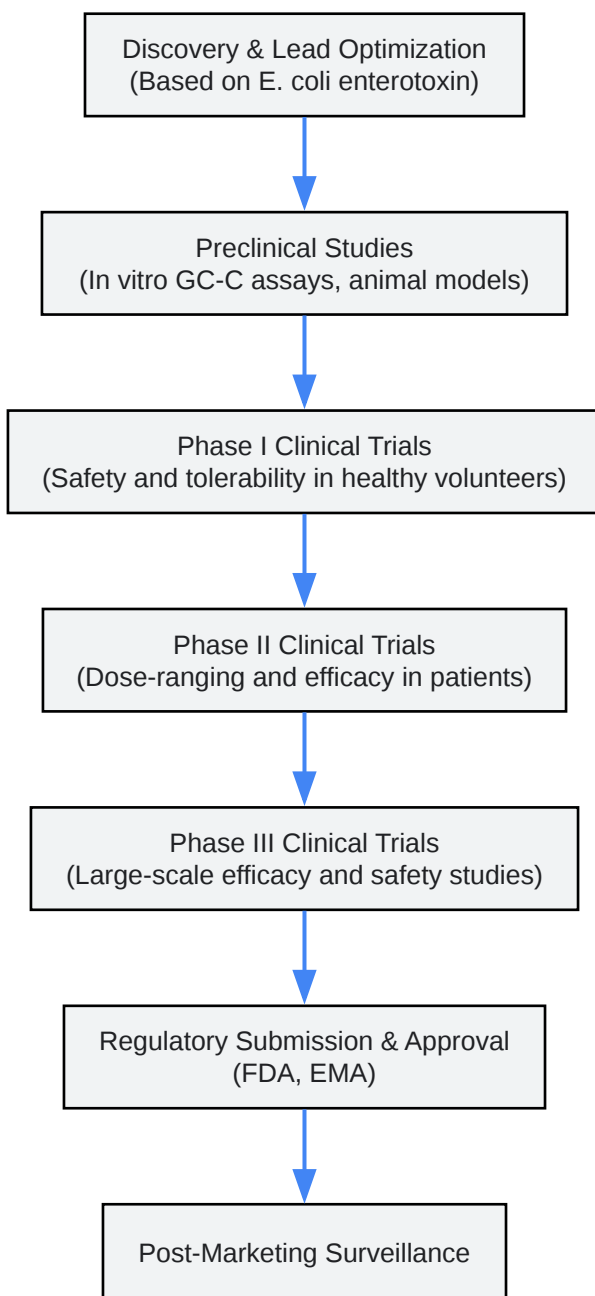 Discovery & Lead Optimization
(Based on E. coli enterotoxin)
Preclinical Studies
(In vitro GC-C assays, animal models)
Phase I Clinical Trials
(Safety and tolerability in healthy volunteers)
Phase II Clinical Trials
(Dose-ranging and efficacy in patients)
Phase III Clinical Trials
(Large-scale efficacy and safety studies)
Regulatory Submission & Approval
(FDA, EMA)
Post-Marketing Surveillance